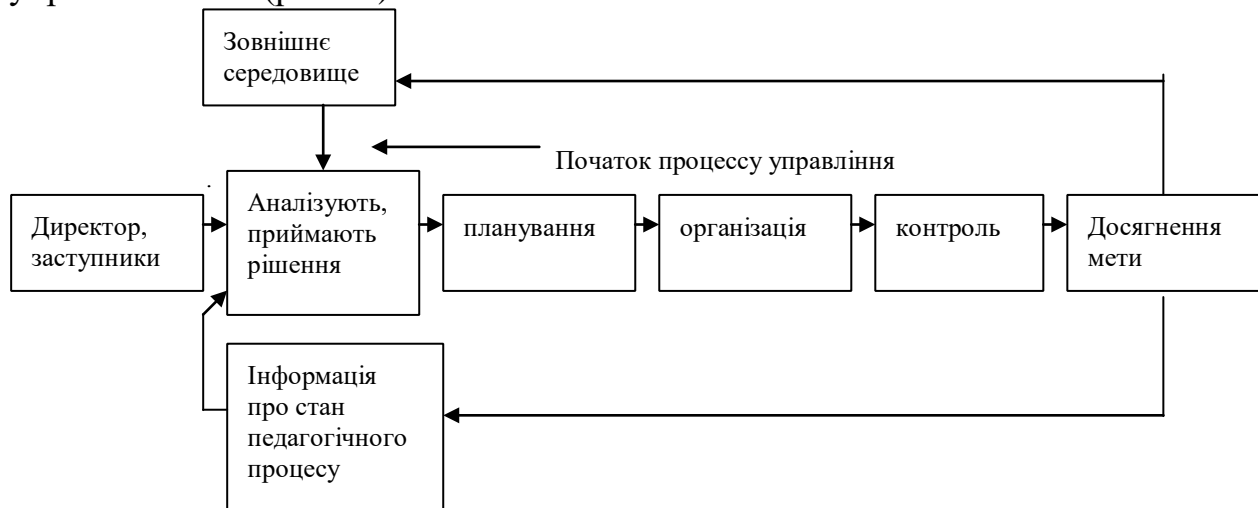 Зовнішнє
середовище
Початок процессу управління
Директор,
заступники
Аналізують,
приймають
рішення
планування
організація
контроль
Досягнення
мети
Інформація
про стан
педагогічного
процесу